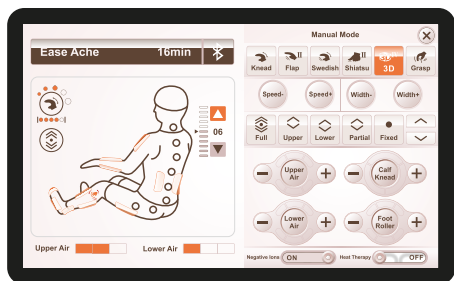 Ease Ache 16min
06
Upper Air Lower Air
Manual Mode
Knead Flap Swedish Shiatsu 3D Grasp
Speed- Speed+ Width- Width+
Full Upper Lower Partial Fixed
Upper
Air
Calf
Knead
Lower
Air
Foot
Roller
Negative Ions ON Heat Therapy OFF